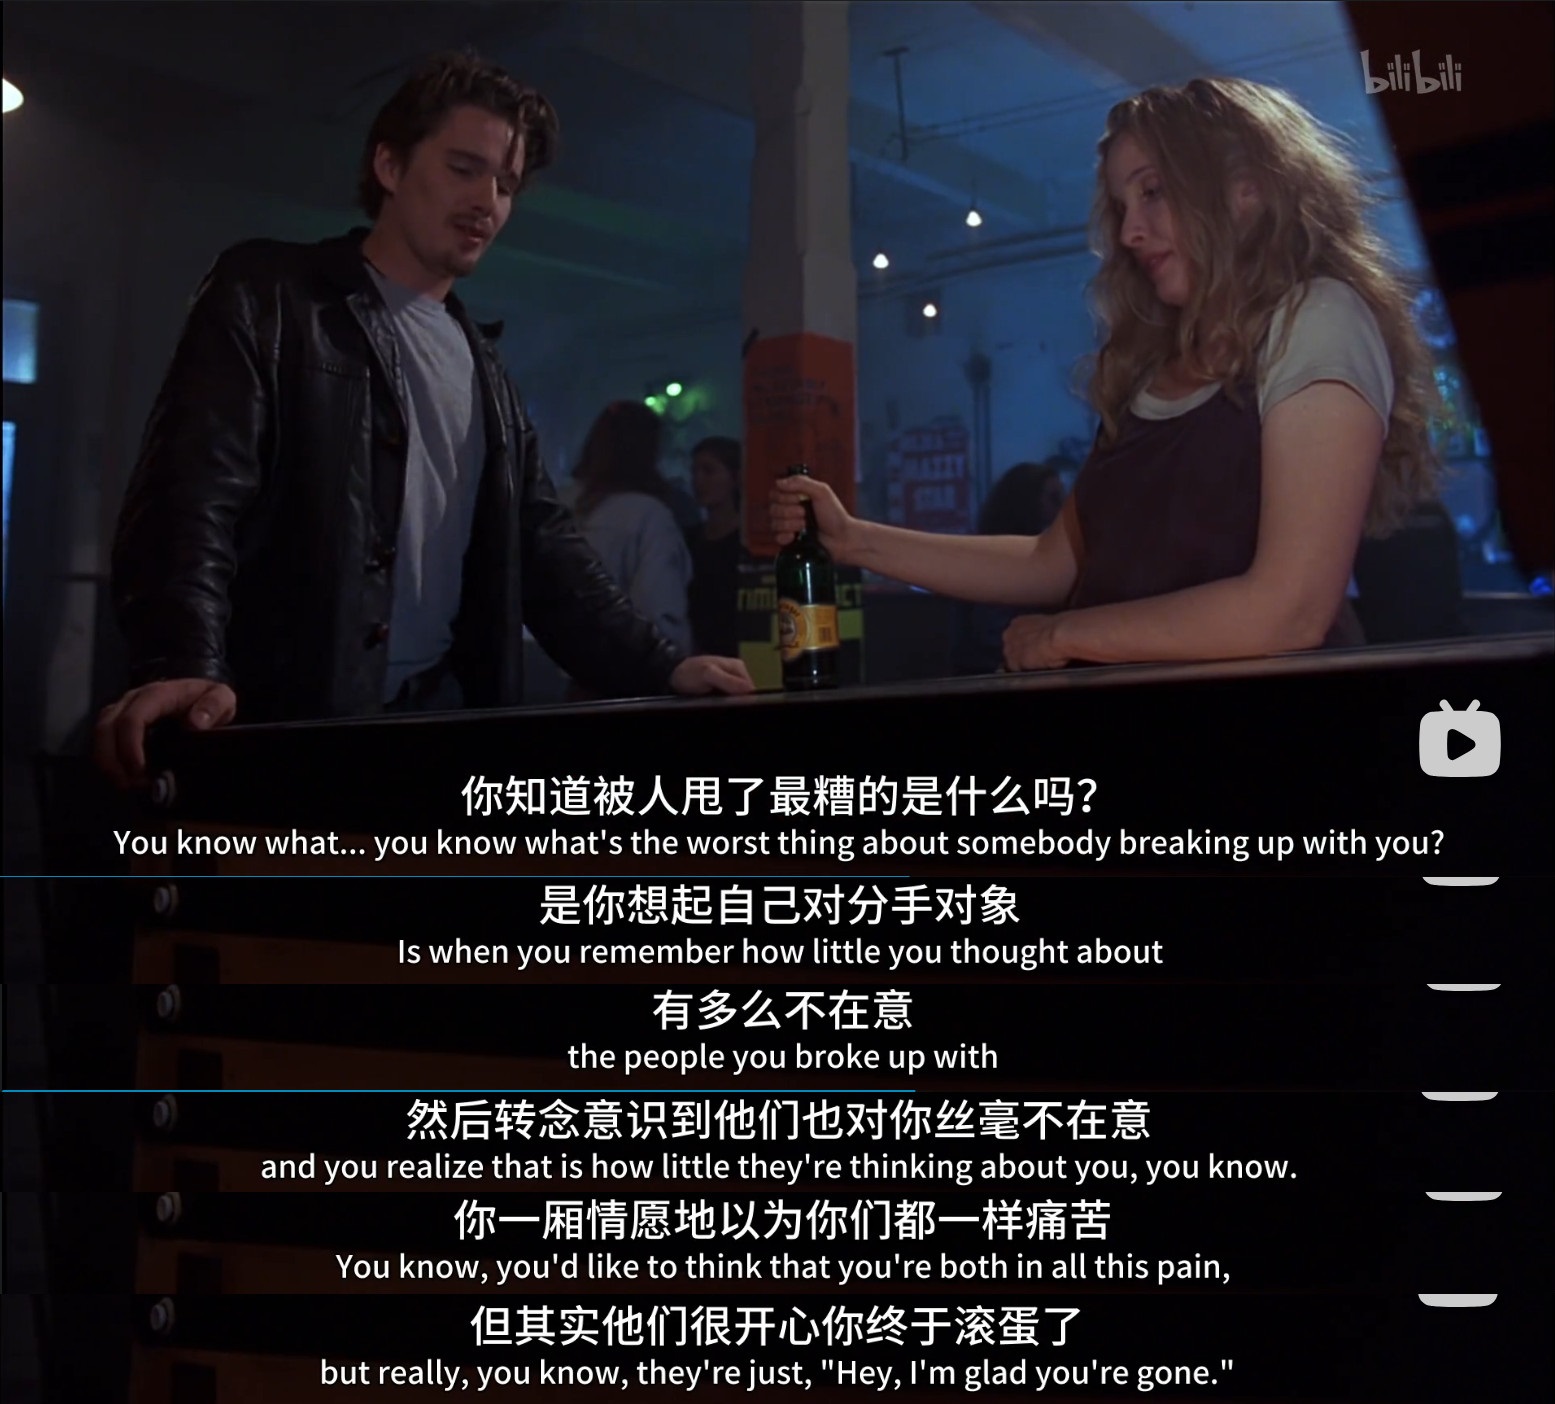 bilibili
你知道被人甩了最糟的是什么吗？
You know what... you know what's the worst thing about somebody breaking up with you?
是你想起自己对分手对象
Is when you remember how little you thought about
有多么不在意
the people you broke up with
然后转念意识到他们也对你丝毫不在意
and you realize that is how little they're thinking about you, you know.
你一厢情愿地以为你们都一样痛苦
You know, you'd like to think that you're both in all this pain,
但其实他们很开心你终于滚蛋了
but really, you know, they're just, "Hey, I'm glad you're gone."